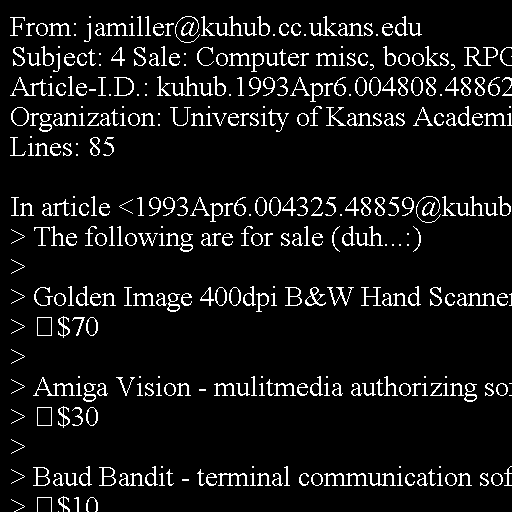 From: jamiller@kuhub.cc.ukans.edu
Subject: 4 Sale: Computer misc, books, RPG
Article-I.D.: kuhub.1993Apr6.004808.48862
Organization: University of Kansas Academi
Lines: 85
In article <1993Apr6.004325.48859@kuhub
> The following are for sale (duh...:)
>
> Golden Image 400dpi B&W Hand Scanner
> □$70
>
> Amiga Vision - mulitmedia authorizing so
> □$30
>
> Baud Bandit - terminal communication sof
> □$10